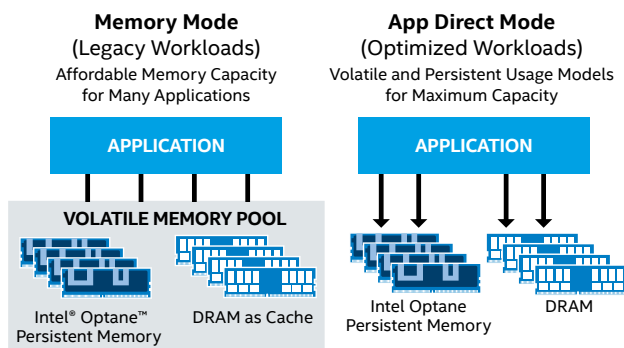 Memory Mode
(Legacy Workloads)
Affordable Memory Capacity
for Many Applications
APPLICATION
VOLATILE MEMORY POOL
Intel® Optane™
Persistent Memory
DRAM as Cache
App Direct Mode
(Optimized Workloads)
Volatile and Persistent Usage Models
for Maximum Capacity
APPLICATION
Intel Optane
Persistent Memory
DRAM